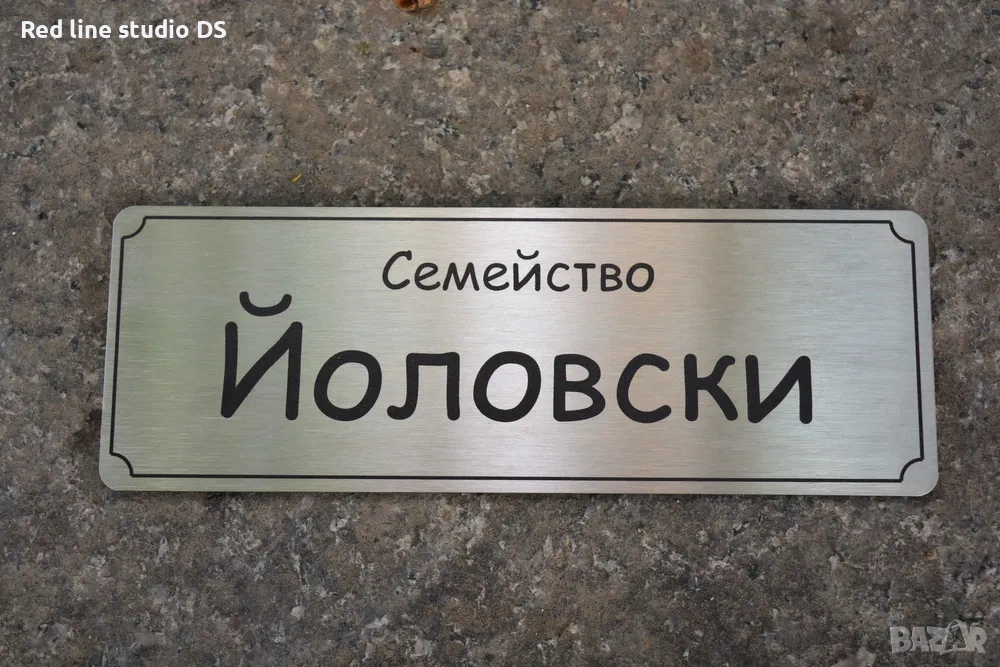 Red line studio DS
Семейство
Йоловски
BAZAR